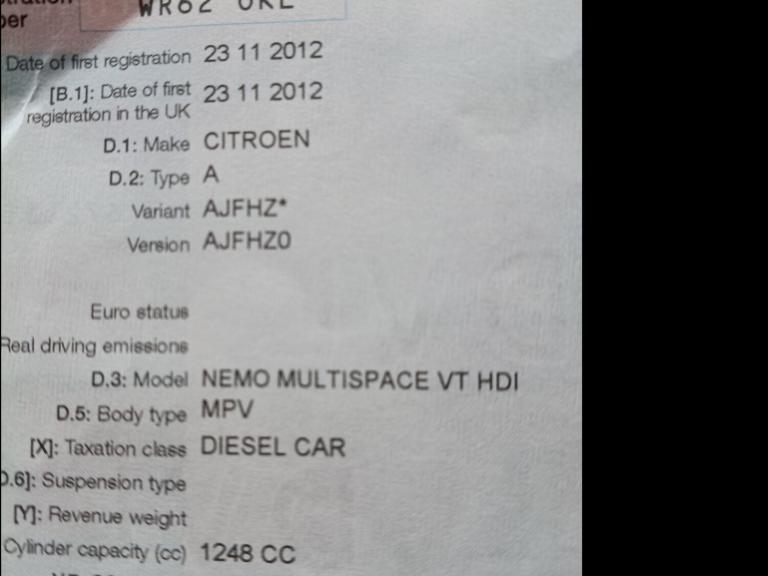 per
Date of first registration 23 11 2012
[B.1]: Date of first
registration in the UK 23 11 2012
D.1: Make CITROEN
D.2: Type A
Variant AJFHZ*
Version AJFHZ0
Euro status
Real driving emissions
D.3: Model NEMO MULTISPACE VT HDI
D.5: Body type MPV
[X]: Taxation class DIESEL CAR
D.6]: Suspension type
[Y]: Revenue weight
Cylinder capacity (cc) 1248 CC